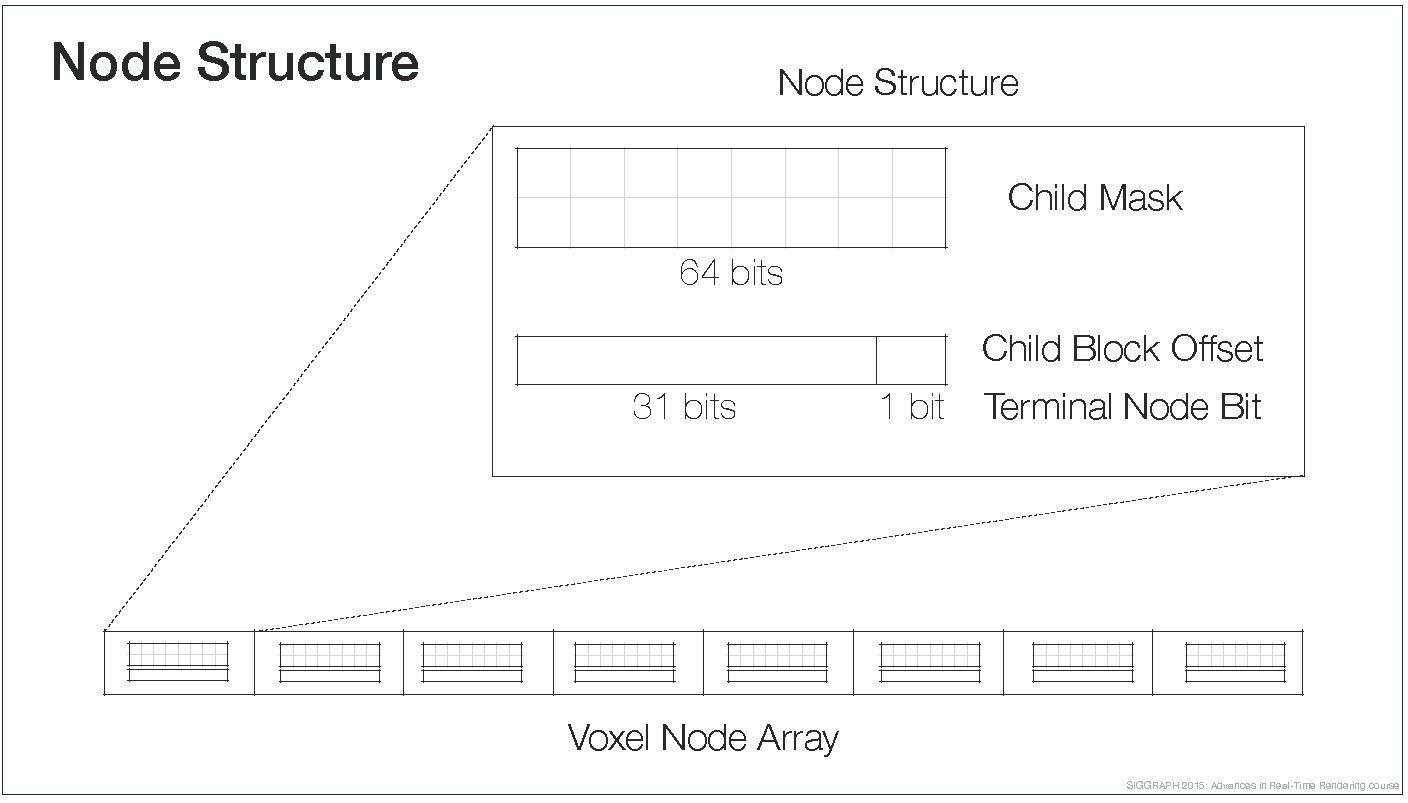 Node Structure
Node Structure
Child Mask
64 bits
Child Block Offset
31 bits
1 bit
Terminal Node Bit
Voxel Node Array
SIGGRAPH 2015: Advances in Real-Time Rendering course